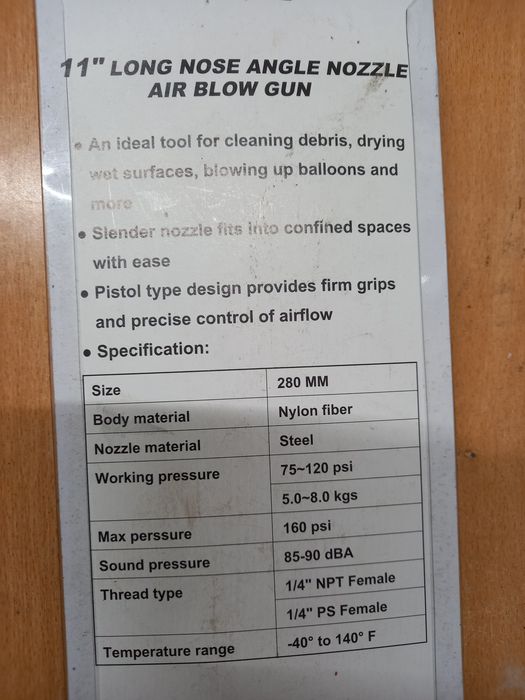 11" LONG NOSE ANGLE NOZZLE
AIR BLOW GUN
• An ideal tool for cleaning debris, drying
wet surfaces, blowing up balloons and
more
• Slender nozzle fits into confined spaces
with ease
• Pistol type design provides firm grips
and precise control of airflow
• Specification:
Size 280 MM
Body material Nylon fiber
Nozzle material Steel
Working pressure 75~120 psi
5.0~8.0 kgs
Max perssure 160 psi
Sound pressure 85-90 dBA
Thread type 1/4" NPT Female
1/4" PS Female
Temperature range -40° to 140° F